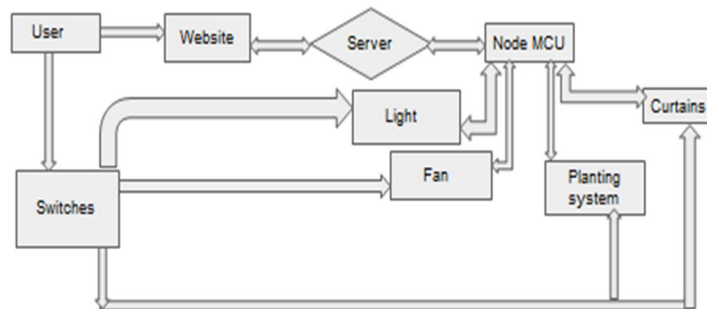 User
Website
Server
Node MCU
Light
Curtains
Fan
Planting
system
Switches